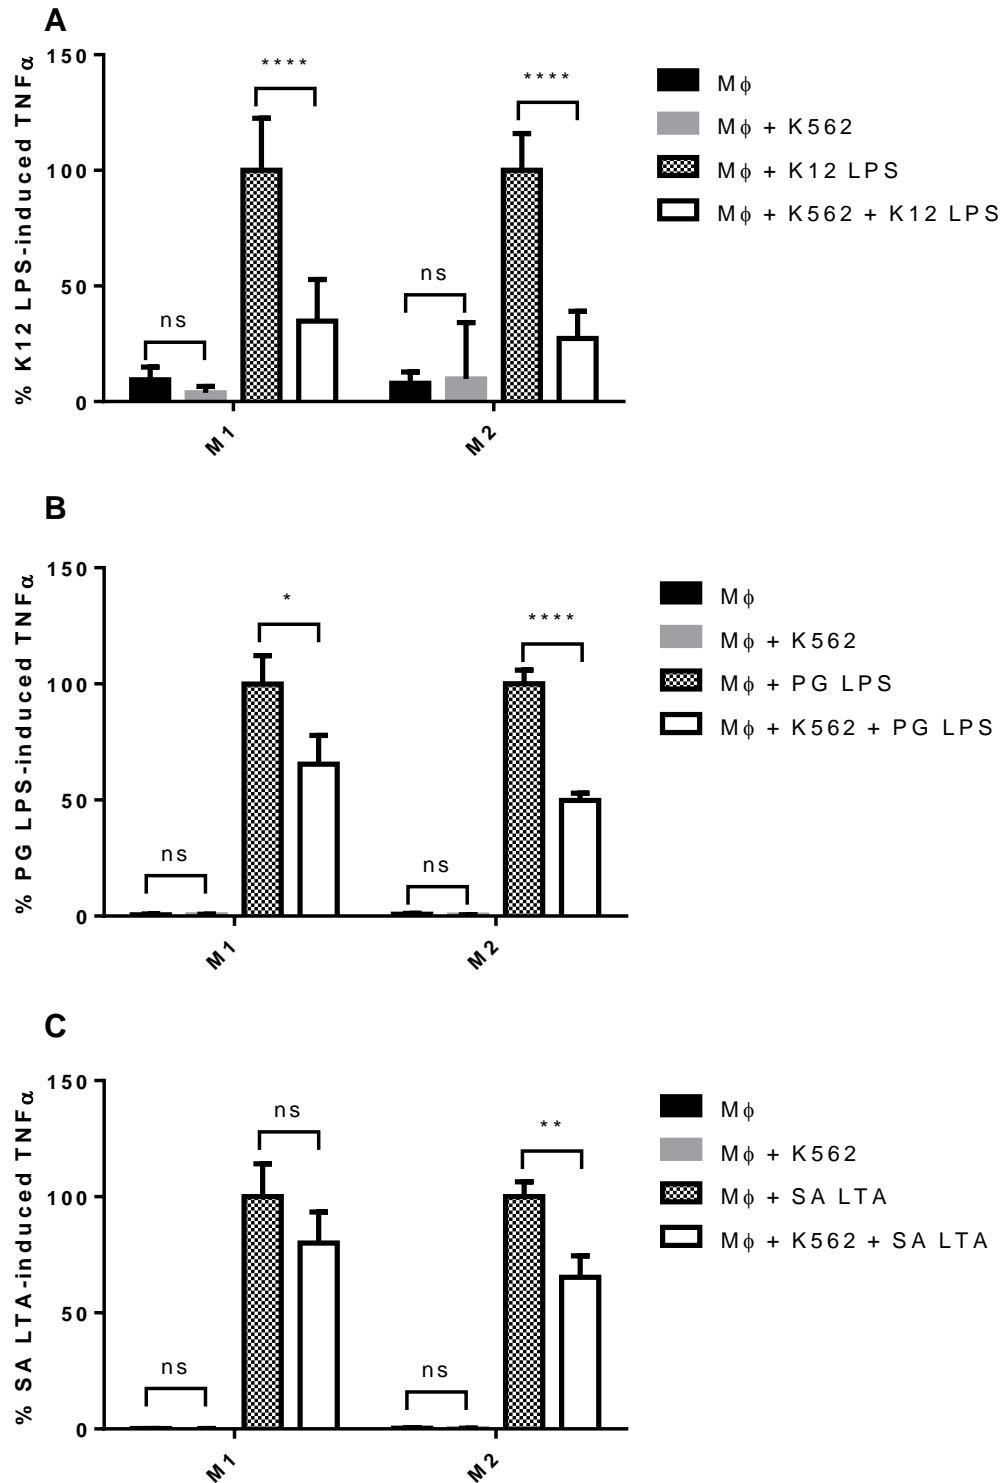 A
% K12 LPS-induced TNFα
150
100
50
0
ns
****
ns
****
M1
M2
Mϕ
Mϕ + K562
Mϕ + K12 LPS
Mϕ + K562 + K12 LPS
B
% PG LPS-induced TNFα
150
100
50
0
ns
*
ns
****
M1
M2
Mϕ
Mϕ + K562
Mϕ + PG LPS
Mϕ + K562 + PG LPS
C
% SA LTA-induced TNFα
150
100
50
0
ns
ns
ns
**
M1
M2
Mϕ
Mϕ + K562
Mϕ + SA LTA
Mϕ + K562 + SA LTA